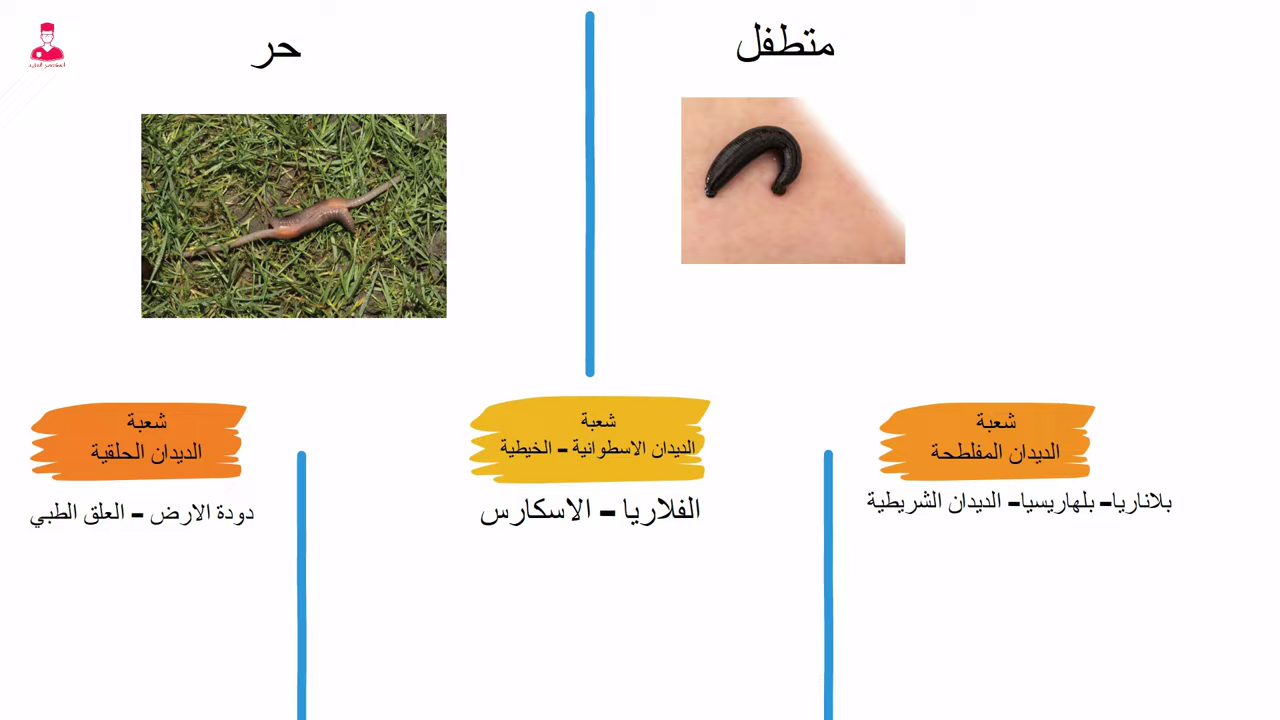 متطفل
حر
شعبة
الديدان المفلطحة
بلاناريا– بلهاريسيا– الديدان الشريطية
شعبة
الديدان الاسطوانية – الخيطية
الفلاريا – الاسكارس
شعبة
الديدان الحلقية
دودة الارض – العلق الطبي